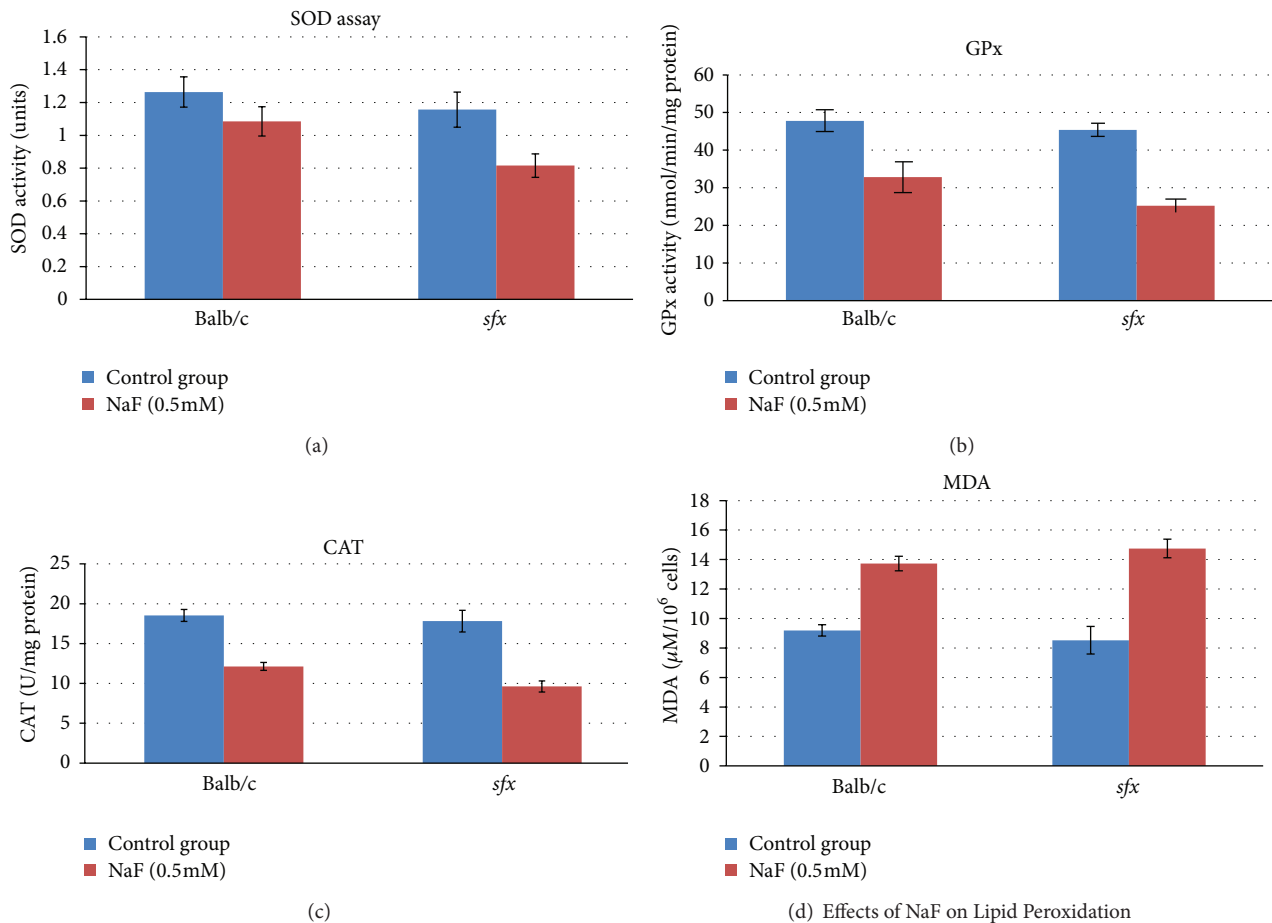 SOD assay
SOD activity (units)
1.6
1.4
1.2
1
0.8
0.6
0.4
0.2
0
Balb/c
sfx
Control group
NaF (0.5mM)
(a)
GPx
GPx activity (nmol/min/mg protein)
60
50
40
30
20
10
0
Balb/c
sfx
Control group
NaF (0.5mM)
(b)
CAT
CAT (U/mg protein)
25
20
15
10
5
0
Balb/c
sfx
Control group
NaF (0.5mM)
(c)
MDA
MDA (μM/10⁶ cells)
18
16
14
12
10
8
6
4
2
0
Balb/c
sfx
Control group
NaF (0.5mM)
(d) Effects of NaF on Lipid Peroxidation